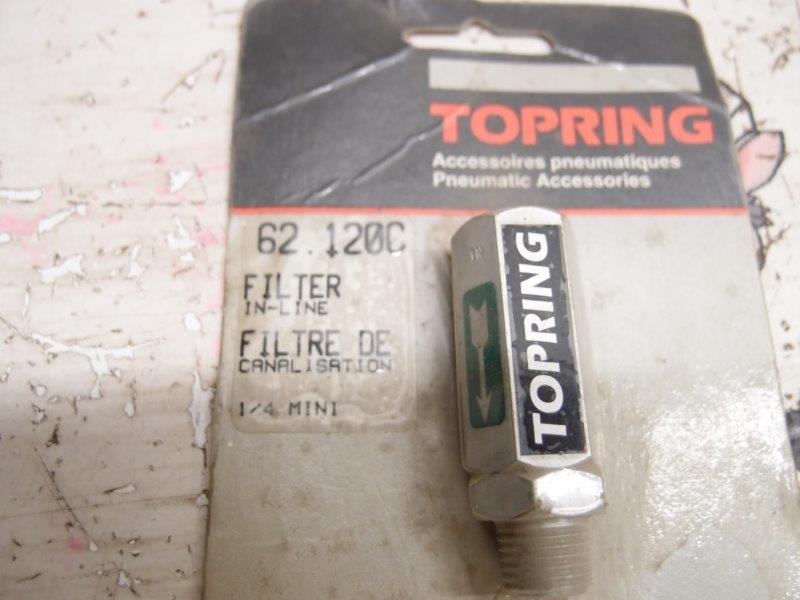 TOPRING
Accessoires pneumatiques
Pneumatic Accessories
62.120C
FILTER
IN-LINE
FILTRE DE
CANALISATION
1/4 MINI
TOPRING